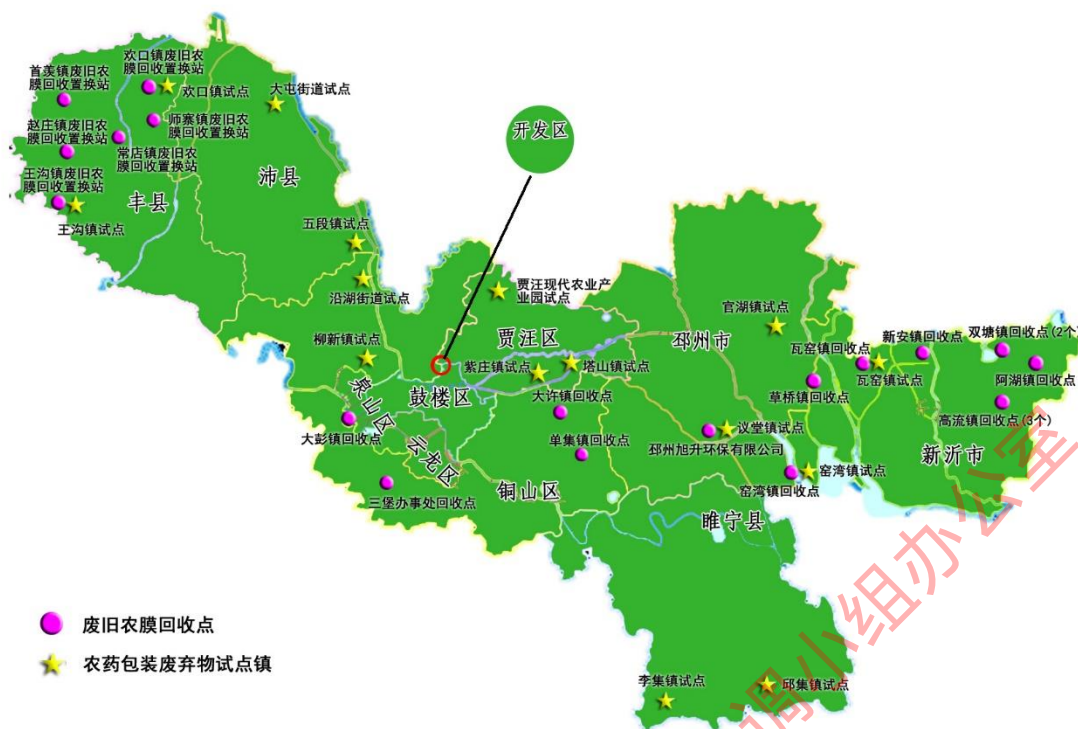 首羡镇废旧农
膜回收置换站
欢口镇废旧农
膜回收置换站
欢口镇试点
大屯街道试点
赵庄镇废旧农
膜回收置换站
师寨镇废旧农
膜回收置换站
常店镇废旧农
膜回收置换站
王沟镇废旧农
膜回收置换站
王沟镇试点
丰县
沛县
开发区
五段镇试点
沿湖街道试点
贾汪现代农业产
业园试点
柳新镇试点
贾汪区
紫庄镇试点
塔山镇试点
鼓楼区
泉山区
云龙区
大彭镇回收点
三堡办事处回收点
大许镇回收点
单集镇回收点
铜山区
邳州市
官湖镇试点
瓦窑镇回收点
瓦窑镇试点
草桥镇回收点
新安镇回收点
双塘镇回收点(2个)
阿湖镇回收点
高流镇回收点(3个)
议堂镇试点
邳州旭升环保有限公司
窑湾镇试点
窑湾镇回收点
新沂市
睢宁县
李集镇试点
邱集镇试点
废旧农膜回收点
农药包装废弃物试点镇
调小组办公室